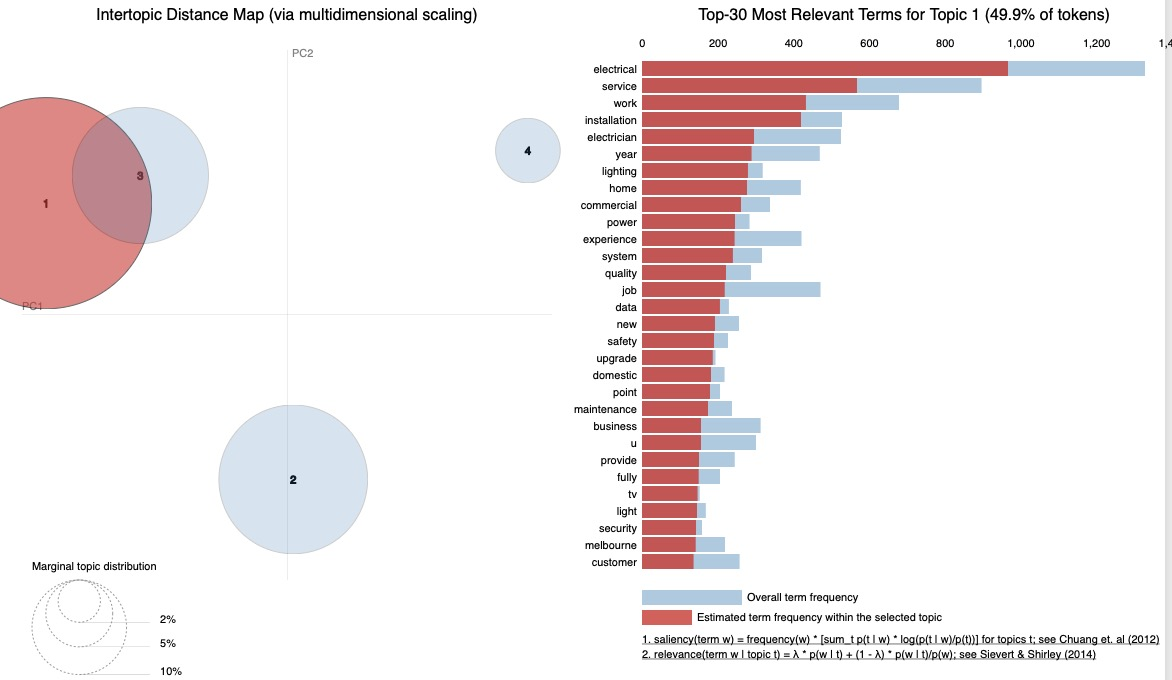 Intertopic Distance Map (via multidimensional scaling)
PC2
PC1
1
3
4
2
Marginal topic distribution
2%
5%
10%
Top-30 Most Relevant Terms for Topic 1 (49.9% of tokens)
0 200 400 600 800 1,000 1,200 1,4
electrical
service
work
installation
electrician
year
lighting
home
commercial
power
experience
system
quality
job
data
new
safety
upgrade
domestic
point
maintenance
business
u
provide
fully
tv
light
security
melbourne
customer
Overall term frequency
Estimated term frequency within the selected topic
1. saliency(term w) = frequency(w) * [sum_t p(t | w) * log(p(t | w)/p(t))] for topics t; see Chuang et. al (2012)
2. relevance(term w | topic t) = λ * p(w | t) + (1 - λ) * p(w | t)/p(w); see Sievert & Shirley (2014)